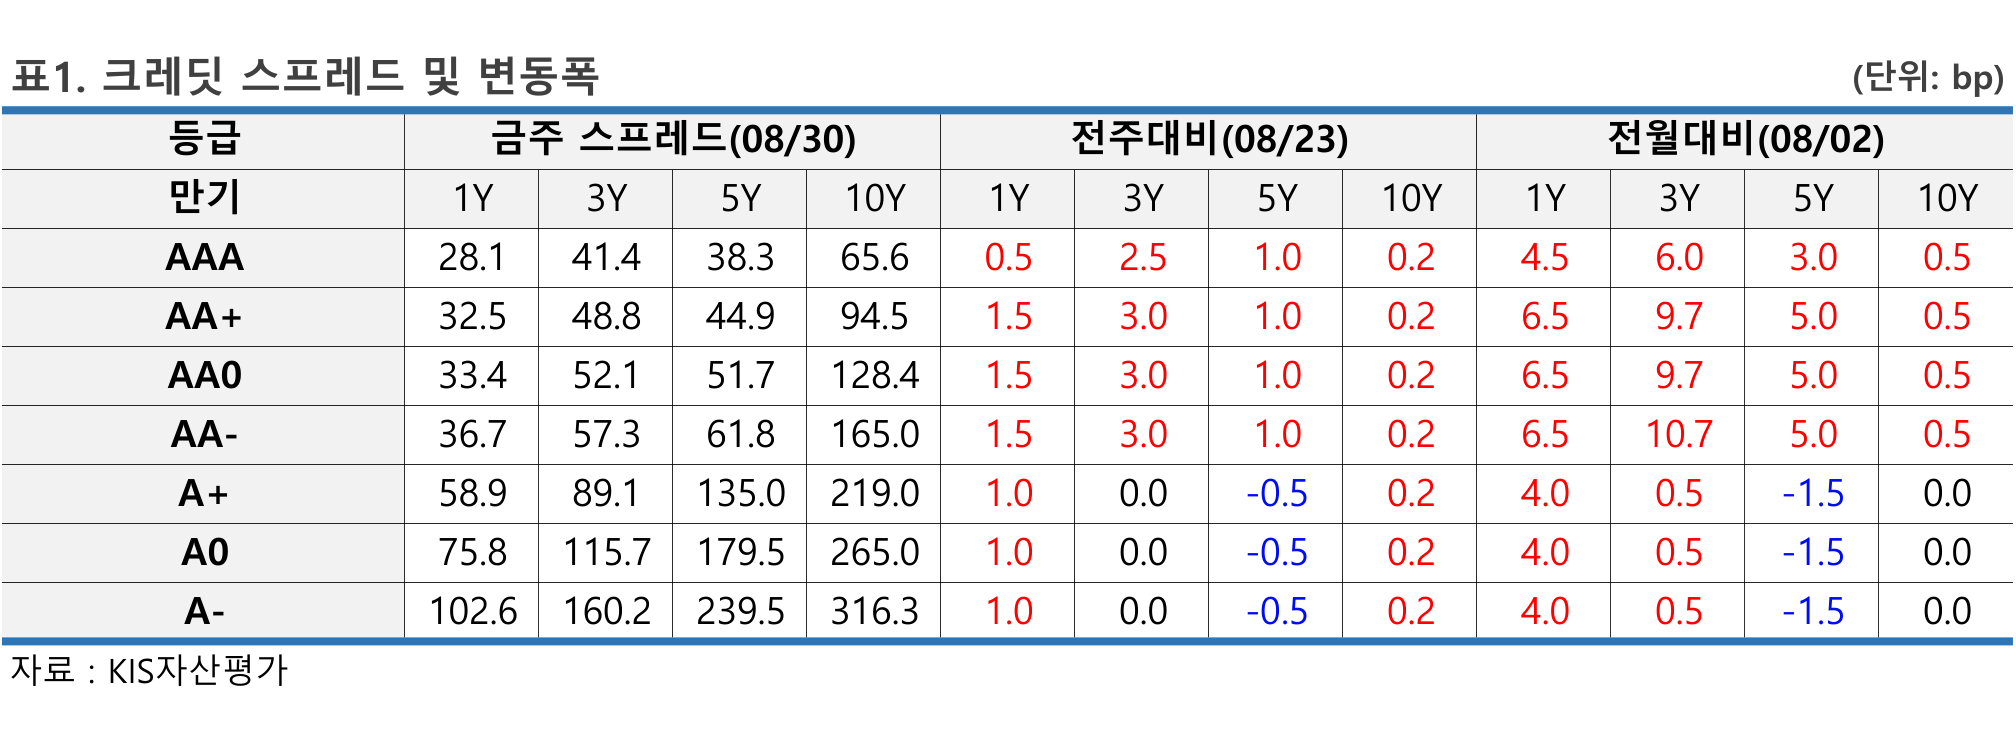 표1. 크레딧 스프레드 및 변동폭 (단위: bp)
등급 금주 스프레드(08/30) 전주대비(08/23) 전월대비(08/02)
만기 1Y 3Y 5Y 10Y 1Y 3Y 5Y 10Y 1Y 3Y 5Y 10Y
AAA 28.1 41.4 38.3 65.6 0.5 2.5 1.0 0.2 4.5 6.0 3.0 0.5
AA+ 32.5 48.8 44.9 94.5 1.5 3.0 1.0 0.2 6.5 9.7 5.0 0.5
AA0 33.4 52.1 51.7 128.4 1.5 3.0 1.0 0.2 6.5 9.7 5.0 0.5
AA- 36.7 57.3 61.8 165.0 1.5 3.0 1.0 0.2 6.5 10.7 5.0 0.5
A+ 58.9 89.1 135.0 219.0 1.0 0.0 -0.5 0.2 4.0 0.5 -1.5 0.0
A0 75.8 115.7 179.5 265.0 1.0 0.0 -0.5 0.2 4.0 0.5 -1.5 0.0
A- 102.6 160.2 239.5 316.3 1.0 0.0 -0.5 0.2 4.0 0.5 -1.5 0.0
자료 : KIS자산평가